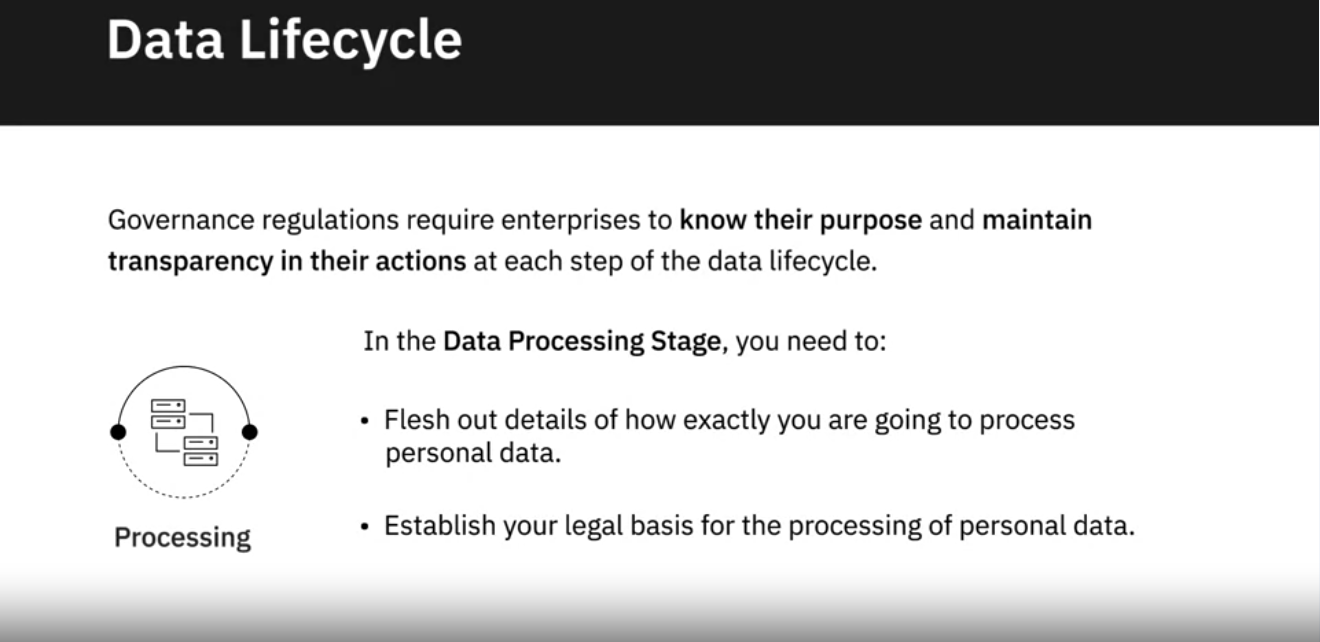 Data Lifecycle
Governance regulations require enterprises to know their purpose and maintain
transparency in their actions at each step of the data lifecycle.
In the Data Processing Stage, you need to:
• Flesh out details of how exactly you are going to process
personal data.
• Establish your legal basis for the processing of personal data.
Processing